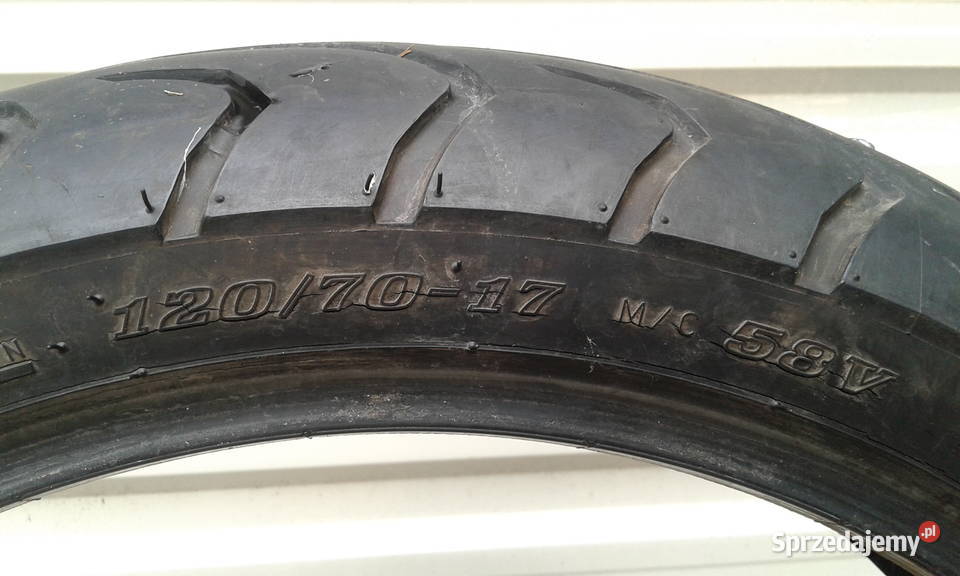 N
120/70-17 M/C 58V
Sprzedajemy.pl